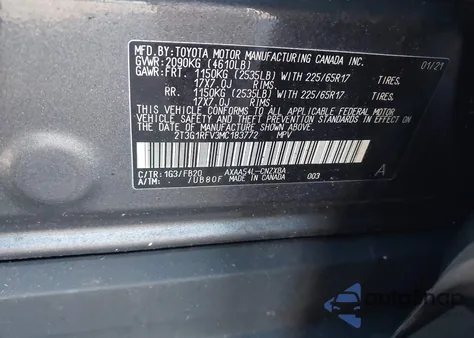 MFD.BY: TOYOTA MOTOR MANUFACTURING CANADA INC.
GVWR: 2090KG (4610LB) 01/21
GAWR: FRT. 1150KG (2535LB) WITH 225/65R17 TIRES.
17X7.0J RIMS.
RR. 1150KG (2535LB) WITH 225/65R17 TIRES.
17X7.0J RIMS.
THIS VEHICLE CONFORMS TO ALL APPLICABLE FEDERAL MOTOR
VEHICLE SAFETY AND THEFT PREVENTION STANDARDS IN EFFECT
ON THE DATE OF MANUFACTURE SHOWN ABOVE.
2T3G1RFV3MC183772 MPV
C/TR: 1G3/FB20 AXAA54L-CNZXBA A
A/TM: /UB80F MADE IN CANADA 003
autosnap